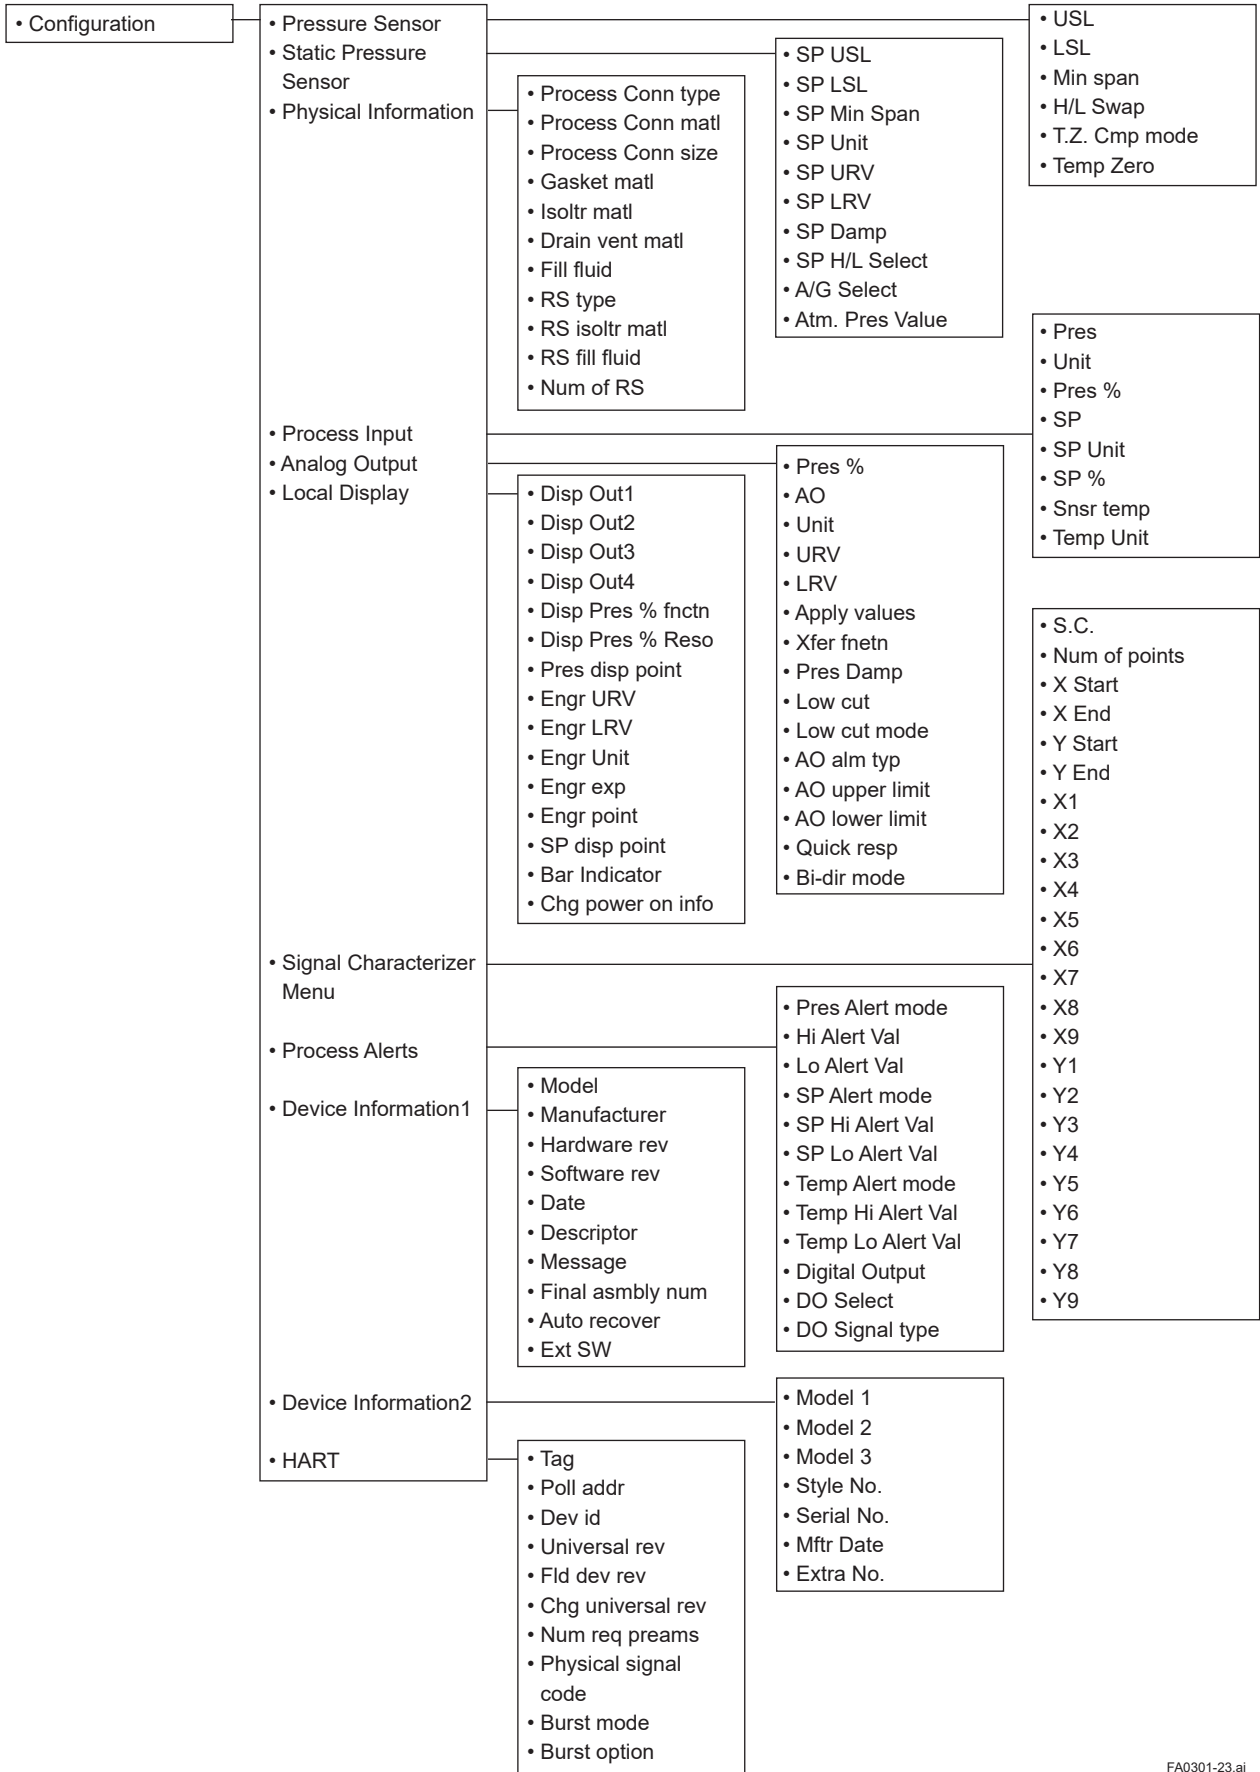 • Configuration
• Pressure Sensor
• Static Pressure
Sensor
• Physical Information
• Process Input
• Analog Output
• Local Display
• Signal Characterizer
Menu
• Process Alerts
• Device Information1
• Device Information2
• HART
• USL
• LSL
• Min span
• H/L Swap
• T.Z. Cmp mode
• Temp Zero
• SP USL
• SP LSL
• SP Min Span
• SP Unit
• SP URV
• SP LRV
• SP Damp
• SP H/L Select
• A/G Select
• Atm. Pres Value
• Process Conn type
• Process Conn matl
• Process Conn size
• Gasket matl
• Isoltr matl
• Drain vent matl
• Fill fluid
• RS type
• RS isoltr matl
• RS fill fluid
• Num of RS
• Pres
• Unit
• Pres %
• SP
• SP Unit
• SP %
• Snsr temp
• Temp Unit
• Pres %
• AO
• Unit
• URV
• LRV
• Apply values
• Xfer fnetn
• Pres Damp
• Low cut
• Low cut mode
• AO alm typ
• AO upper limit
• AO lower limit
• Quick resp
• Bi-dir mode
• Disp Out1
• Disp Out2
• Disp Out3
• Disp Out4
• Disp Pres % fnctn
• Disp Pres % Reso
• Pres disp point
• Engr URV
• Engr LRV
• Engr Unit
• Engr exp
• Engr point
• SP disp point
• Bar Indicator
• Chg power on info
• S.C.
• Num of points
• X Start
• X End
• Y Start
• Y End
• X1
• X2
• X3
• X4
• X5
• X6
• X7
• X8
• X9
• Y1
• Y2
• Y3
• Y4
• Y5
• Y6
• Y7
• Y8
• Y9
• Pres Alert mode
• Hi Alert Val
• Lo Alert Val
• SP Alert mode
• SP Hi Alert Val
• SP Lo Alert Val
• Temp Alert mode
• Temp Hi Alert Val
• Temp Lo Alert Val
• Digital Output
• DO Select
• DO Signal type
• Model
• Manufacturer
• Hardware rev
• Software rev
• Date
• Descriptor
• Message
• Final asmbly num
• Auto recover
• Ext SW
• Model 1
• Model 2
• Model 3
• Style No.
• Serial No.
• Mftr Date
• Extra No.
• Tag
• Poll addr
• Dev id
• Universal rev
• Fld dev rev
• Chg universal rev
• Num req preams
• Physical signal
code
• Burst mode
• Burst option
FA0301-23.ai